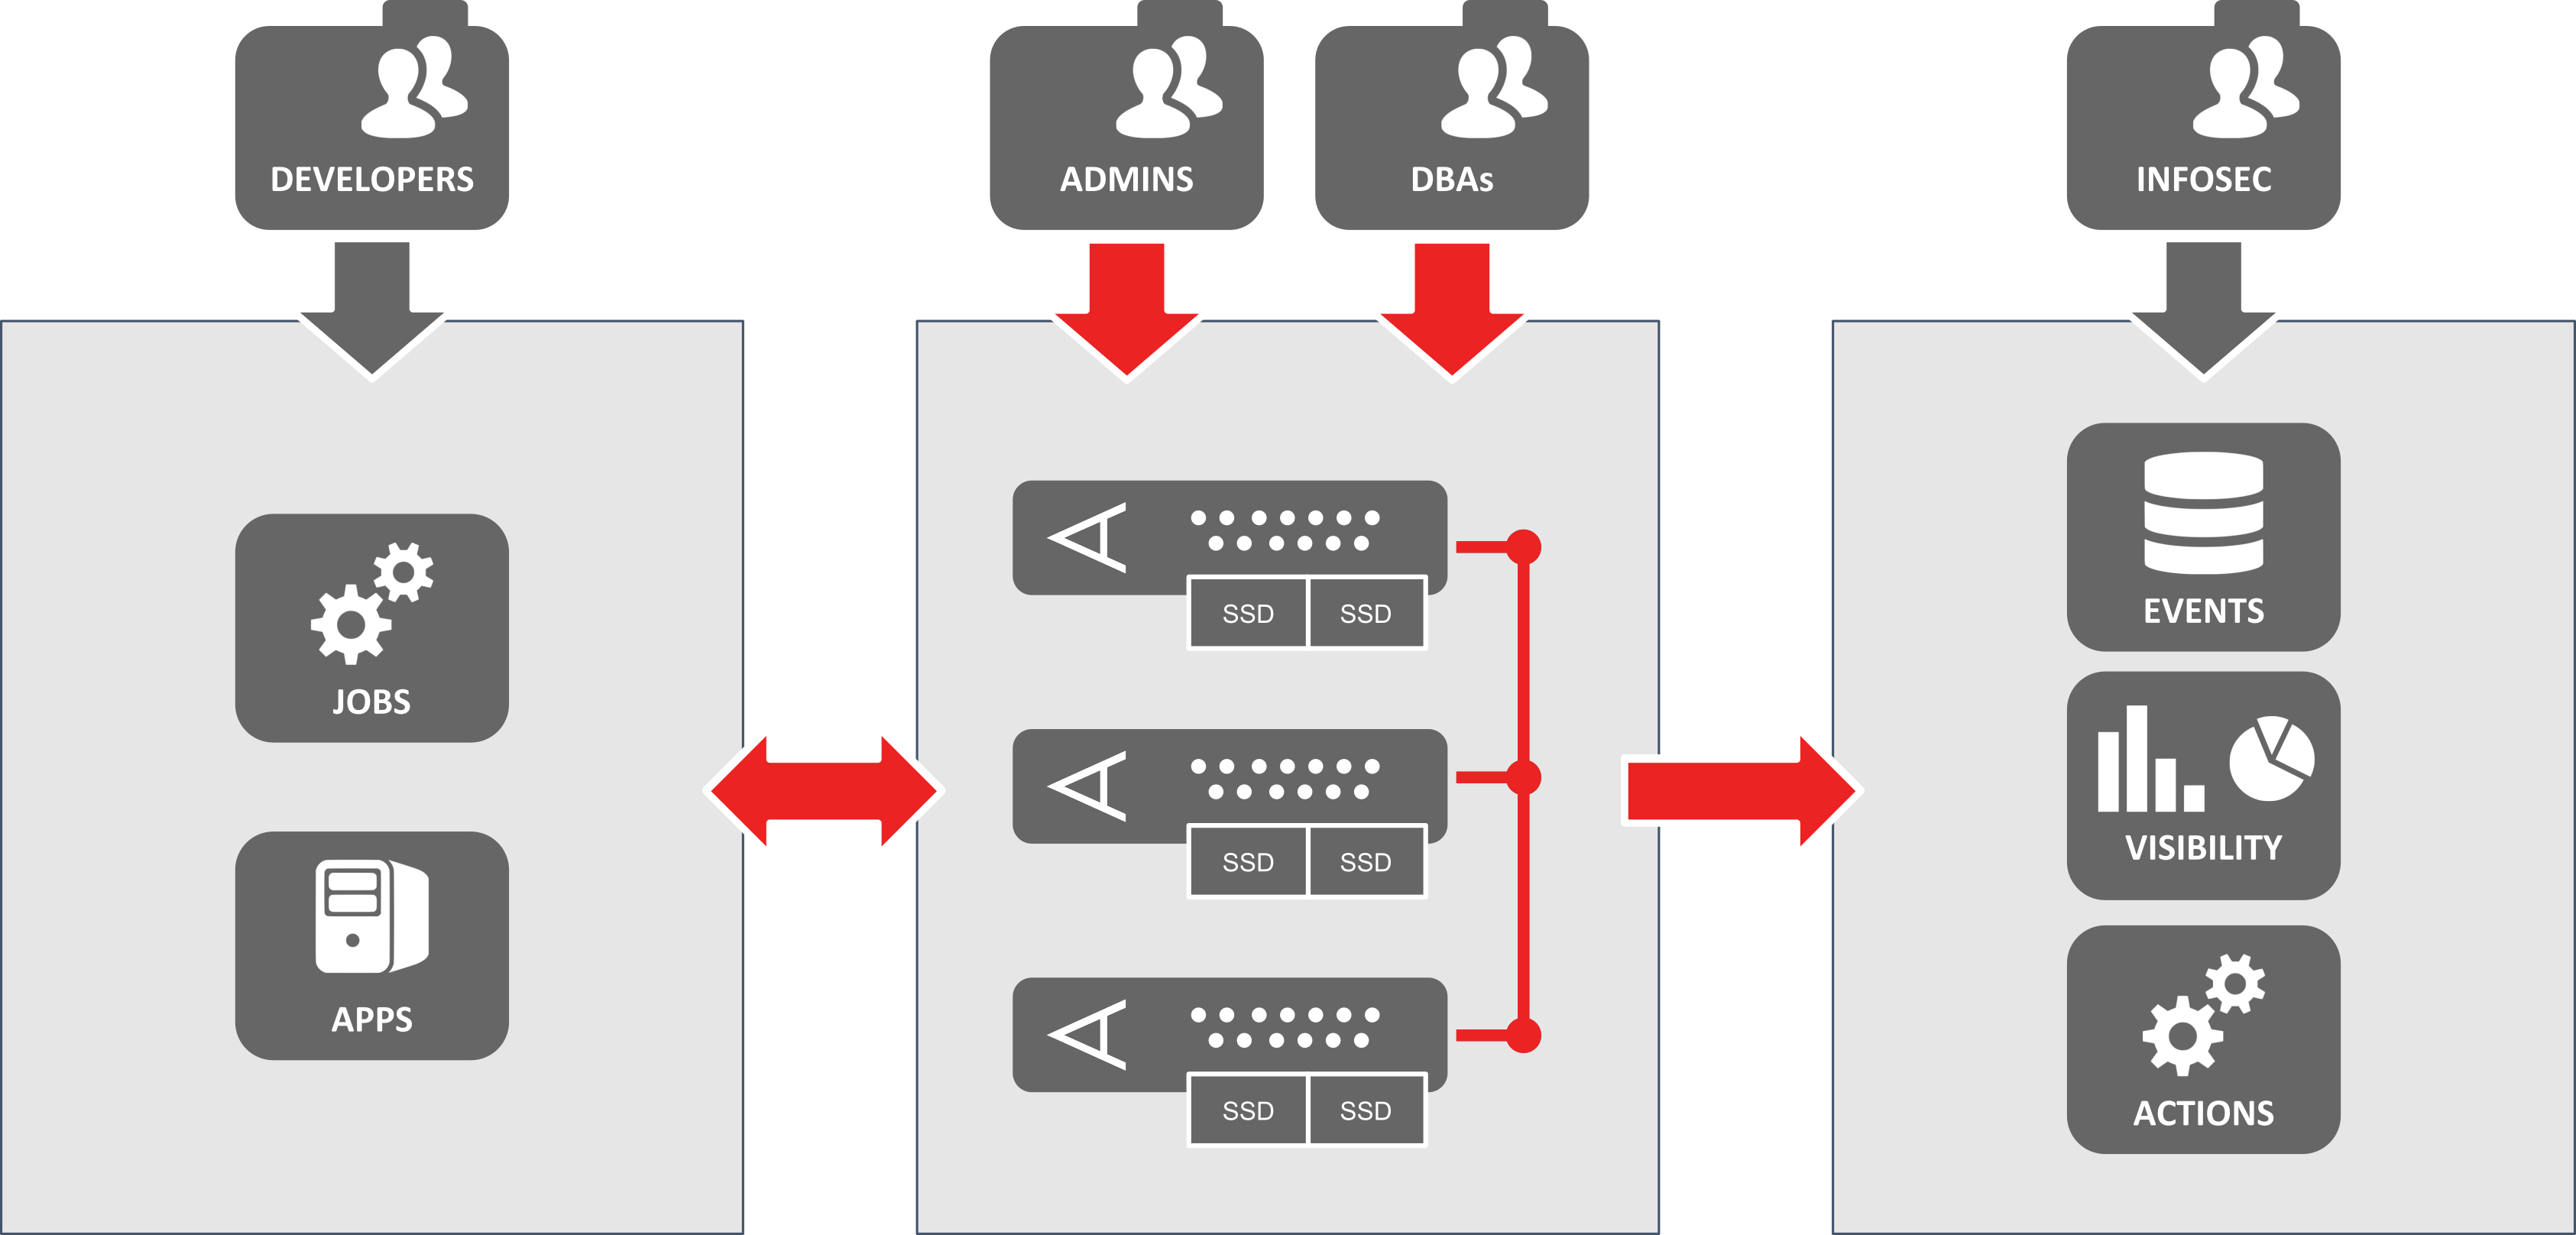 DEVELOPERS
ADMINS
DBAs
INFOSEC
JOBS
APPS
SSD SSD
SSD SSD
SSD SSD
EVENTS
VISIBILITY
ACTIONS